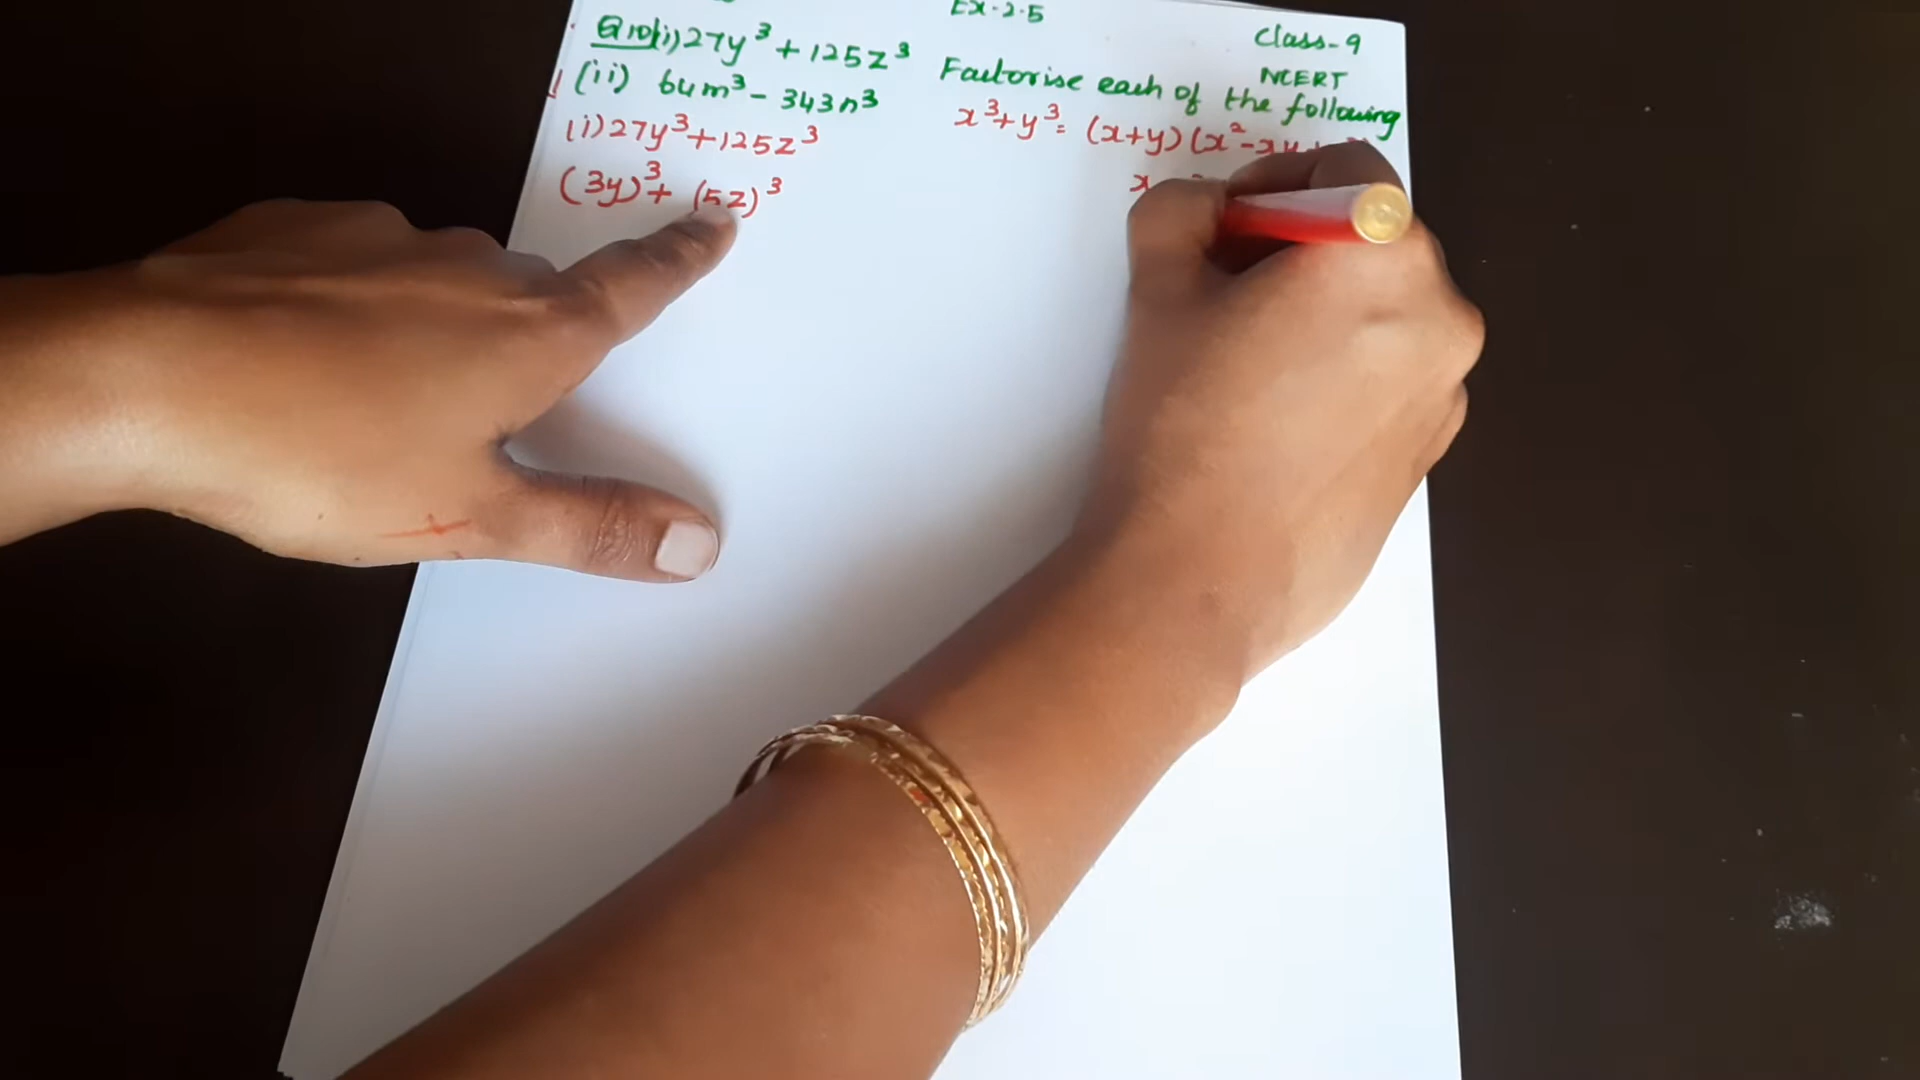 Ex-2.5
Class-9
NCERT
Q10(i) 27y³ + 125z³
Factorise each of the following
(ii) 64m³ - 343n³
(i) 27y³ + 125z³
x³+y³ = (x+y)(x²-xy+
(3y)³ + (5z)³
x